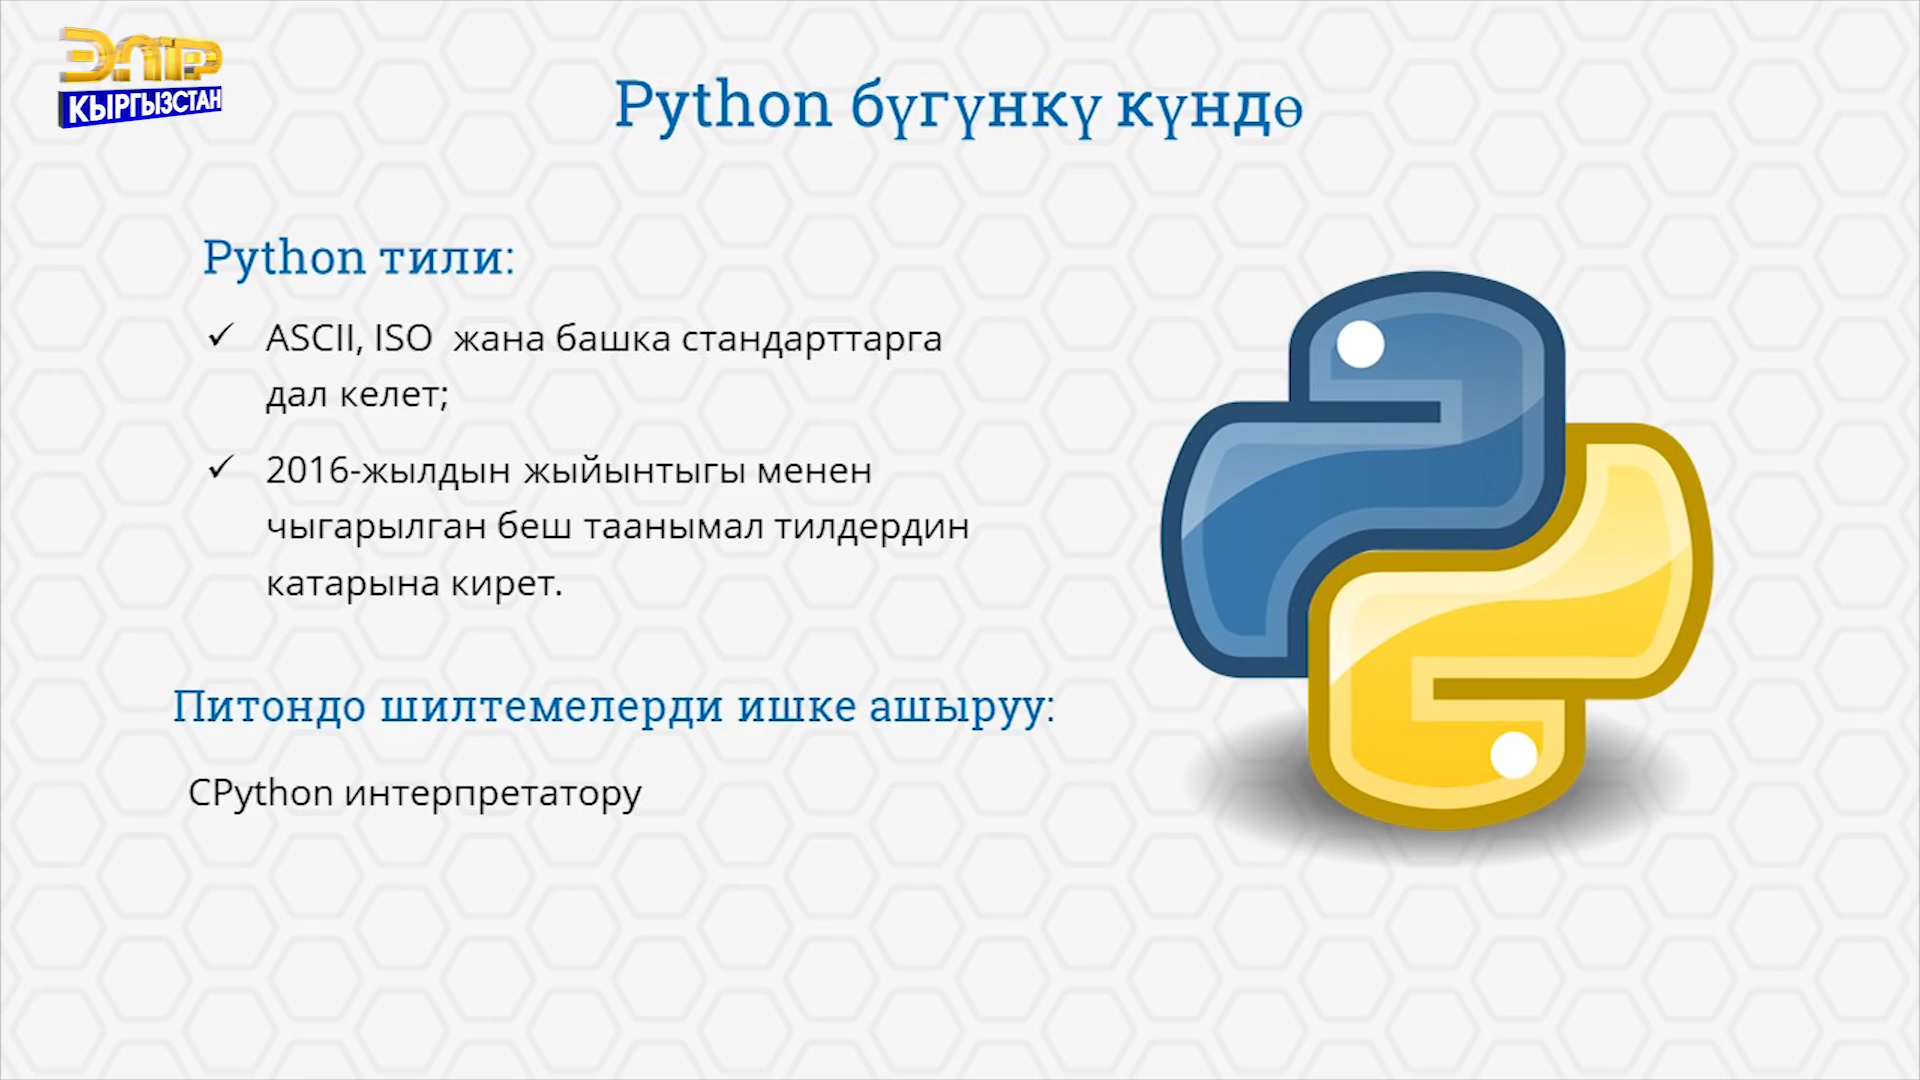 ЭЛТР
КЫРГЫЗСТАН
Python бүгүнкү күндө
Python тили:
✓ ASCII, ISO жана башка стандарттарга
дал келет;
✓ 2016-жылдын жыйынтыгы менен
чыгарылган беш таанымал тилдердин
катарына кирет.
Питондо шилтемелерди ишке ашыруу:
CPython интерпретатору